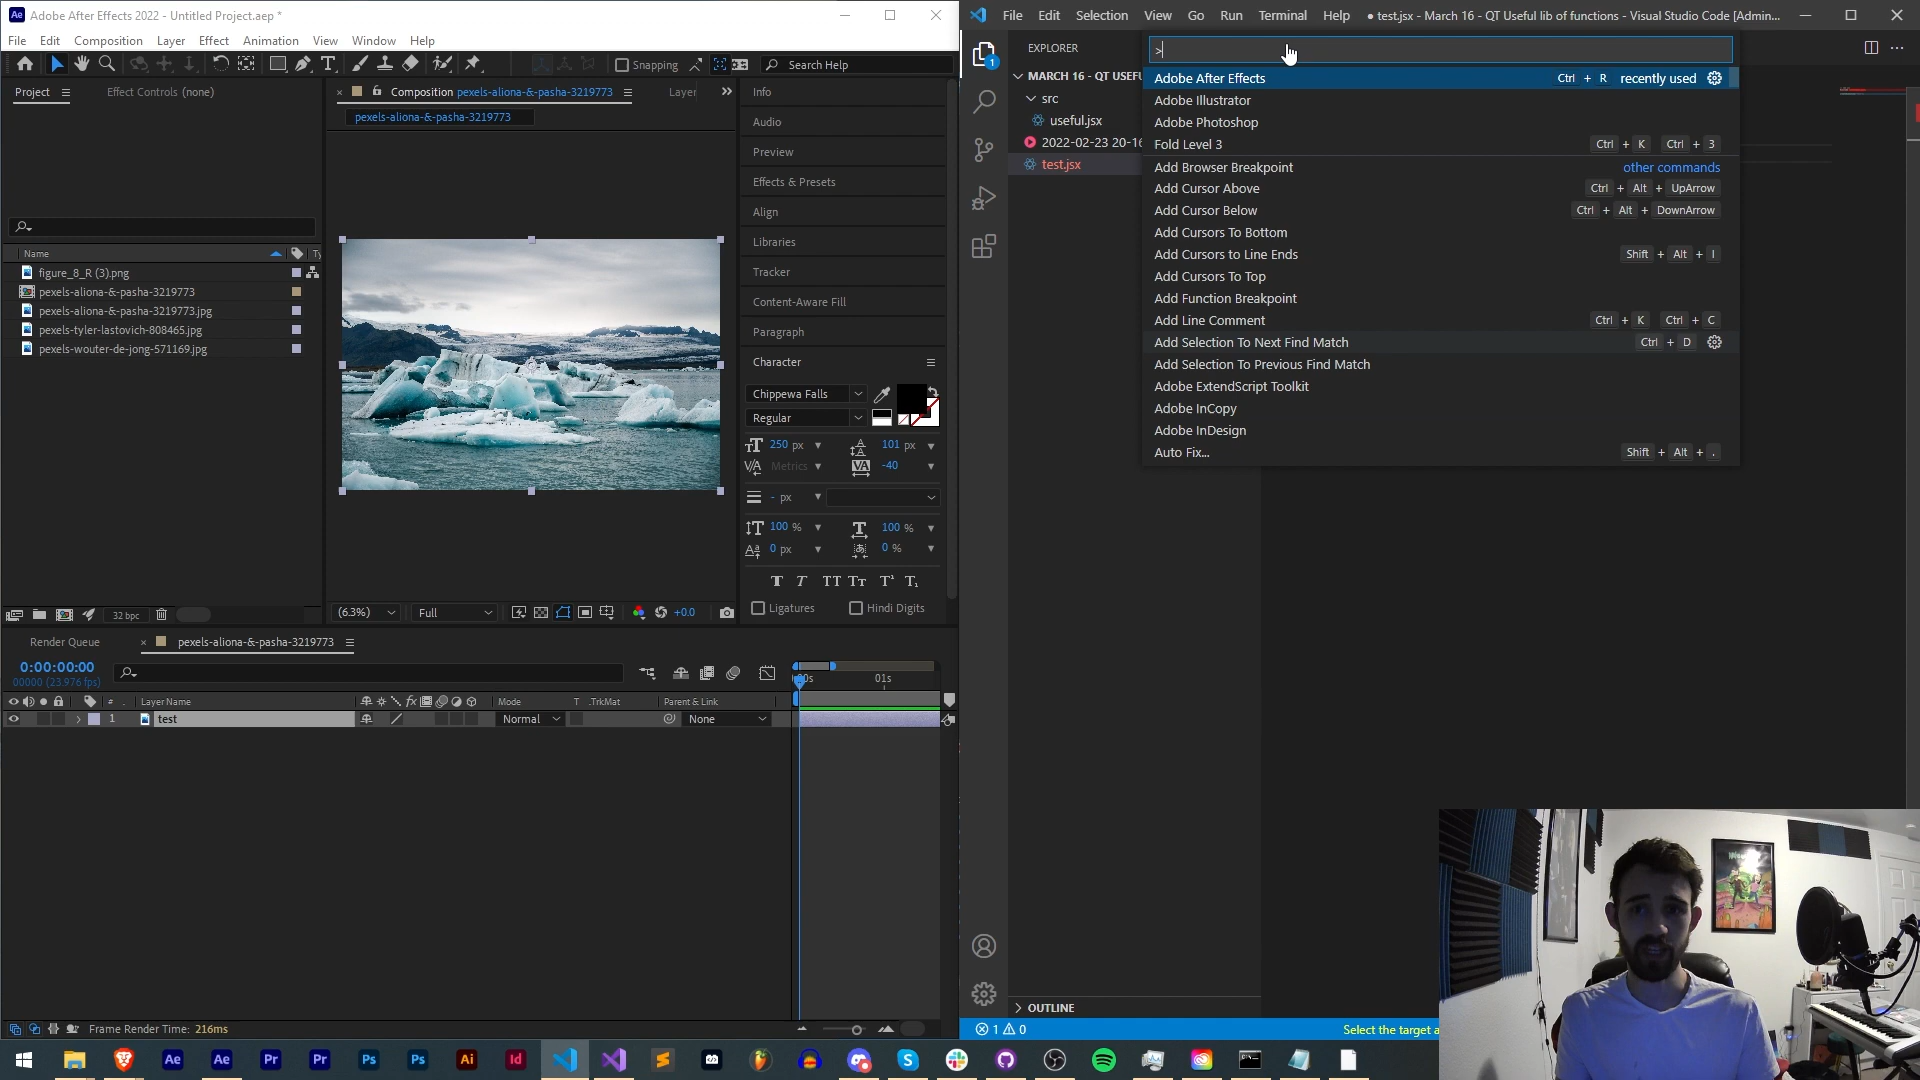 Adobe After Effects 2022 - Untitled Project.aep *
File Edit Composition Layer Effect Animation View Window Help
Snapping
Search Help
Project
Effect Controls (none)
Composition pexels-aliona-&-pasha-3219773
Layer
pexels-aliona-&-pasha-3219773
Name
Ty
figure_8_R (3).png
pexels-aliona-&-pasha-3219773
pexels-aliona-&-pasha-3219773.jpg
pexels-tyler-lastovich-808465.jpg
pexels-wouter-de-jong-571169.jpg
32 bpc
(6.3%)
Full
+0.0
Info
Audio
Preview
Effects & Presets
Align
Libraries
Tracker
Content-Aware Fill
Paragraph
Character
Chippewa Falls
Regular
250 px
101 px
Metrics
-40
- px
100 %
100 %
0 px
0 %
Ligatures
Hindi Digits
Render Queue
pexels-aliona-&-pasha-3219773
0:00:00:00
00000 (23.976 fps)
01s
# Layer Name
Mode
T .TrkMat
Parent & Link
1 test
Normal
None
Frame Render Time: 216ms
File Edit Selection View Go Run Terminal Help
● test.jsx - March 16 - QT Useful lib of functions - Visual Studio Code [Admin...
EXPLORER
MARCH 16 - QT USEFU
src
useful.jsx
2022-02-23 20-16
test.jsx
OUTLINE
1 0
Select the target a
>
Adobe After Effects Ctrl + R recently used
Adobe Illustrator
Adobe Photoshop
Fold Level 3 Ctrl + K Ctrl + 3
Add Browser Breakpoint other commands
Add Cursor Above Ctrl + Alt + UpArrow
Add Cursor Below Ctrl + Alt + DownArrow
Add Cursors To Bottom
Add Cursors to Line Ends Shift + Alt + I
Add Cursors To Top
Add Function Breakpoint
Add Line Comment Ctrl + K Ctrl + C
Add Selection To Next Find Match Ctrl + D
Add Selection To Previous Find Match
Adobe ExtendScript Toolkit
Adobe InCopy
Adobe InDesign
Auto Fix... Shift + Alt + .